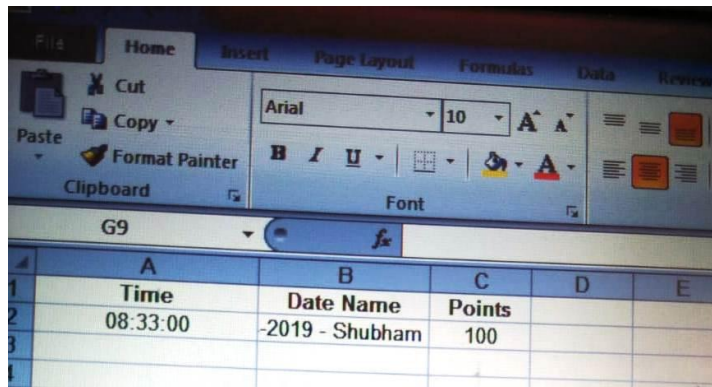 File Home Insert Page Layout Formulas Data Review
Cut
Copy
Format Painter
Paste
Clipboard
Arial 10 A A
B I U A
Font
G9 fx
A B C D E
1 Time Date Name Points
2 08:33:00 -2019 - Shubham 100
3
4